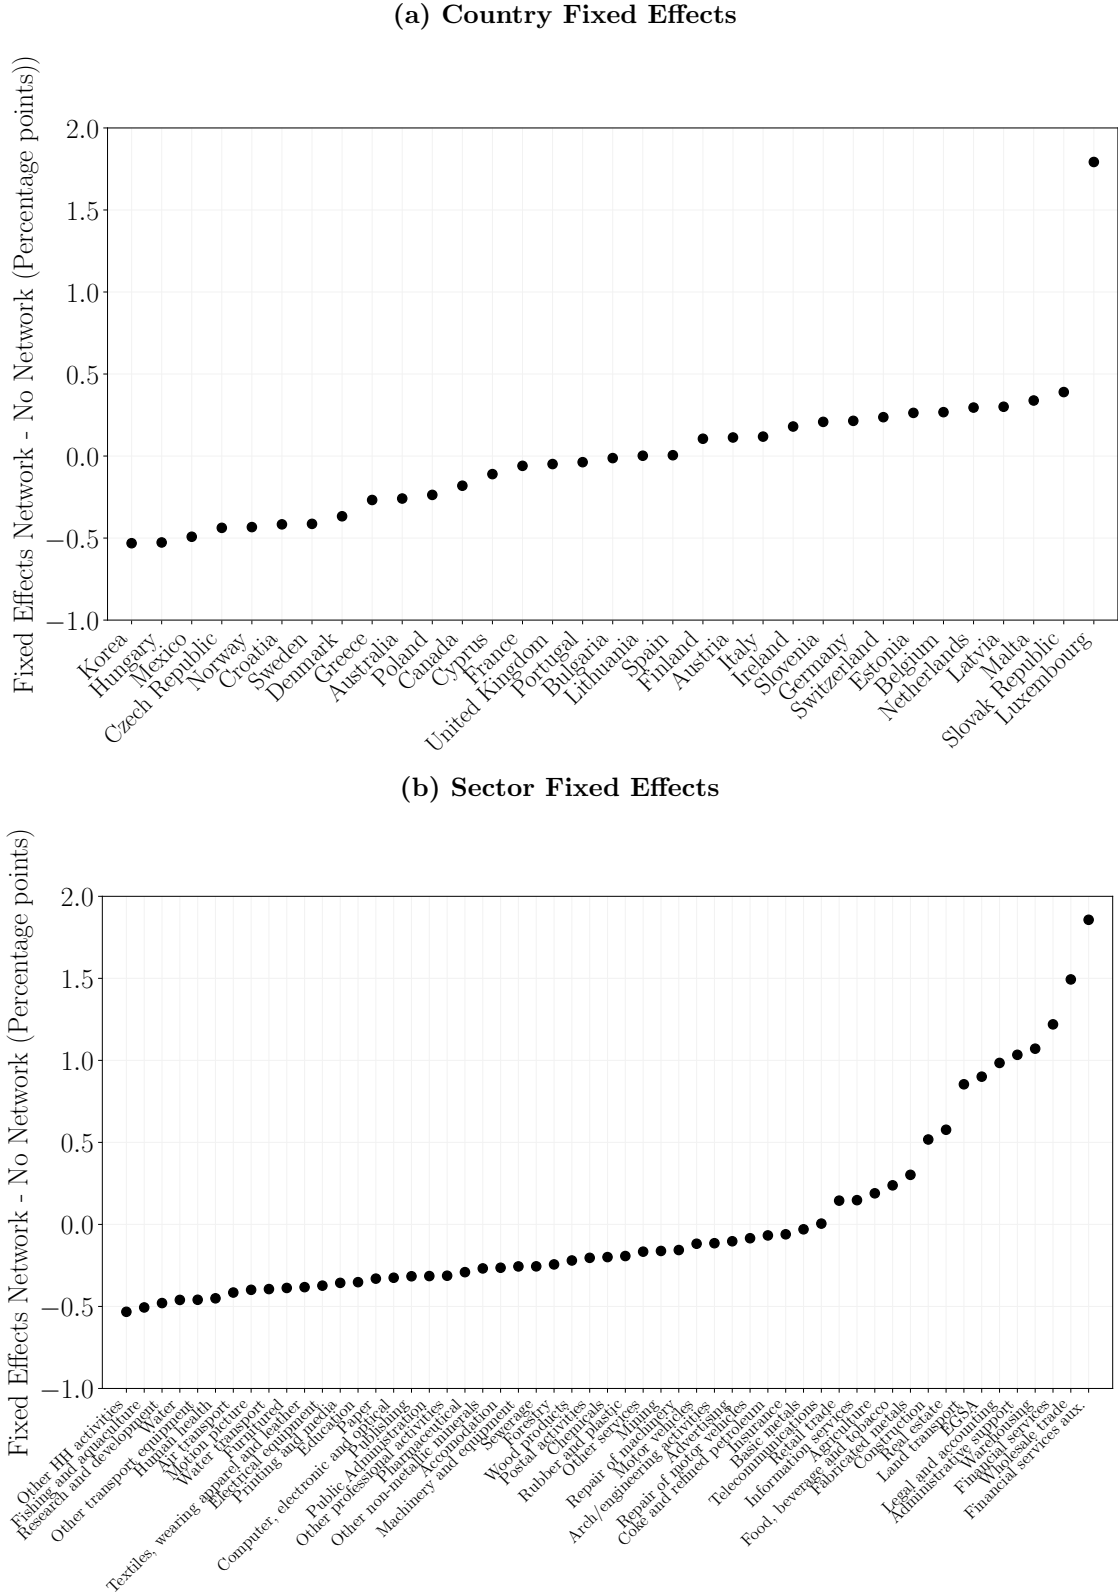 (a) Country Fixed Effects
Fixed Effects Network - No Network (Percentage points))
2.0
1.5
1.0
0.5
0.0
−0.5
−1.0
Korea
Hungary
Mexico
Czech Republic
Norway
Croatia
Sweden
Denmark
Greece
Australia
Poland
Canada
Cyprus
France
United Kingdom
Portugal
Bulgaria
Lithuania
Spain
Finland
Austria
Italy
Ireland
Slovenia
Germany
Switzerland
Estonia
Belgium
Netherlands
Latvia
Malta
Slovak Republic
Luxembourg
(b) Sector Fixed Effects
Fixed Effects Network - No Network (Percentage points)
2.0
1.5
1.0
0.5
0.0
−0.5
−1.0
Other HH activities
Fishing and aquaculture
Research and development
Water
Other transport equipment
Human health
Air transport
Motion picture
Water transport
Furnitured
Textiles, wearing apparel and leather
Electrical equipment
Printing and media
Education
Paper
Computer, electronic and optical
Publishing
Public Administration
Other professional activities
Pharmaceutical
Other non-metallic minerals
Accomodation
Machinery and equipment
Sewerage
Forestry
Wood products
Postal activities
Chemicals
Rubber and plastic
Other services
Mining
Repair of machinery
Motor vehicles
Arch/engineering activities
Advertising
Repair of motor vehicles
Coke and refined petroleum
Insurance
Basic metals
Telecommunications
Retail trade
Information services
Agriculture
Food, beverage and tobacco
Fabricated metals
Construction
Real estate
Land transport
EGSA
Legal and accounting
Administrative support
Warehousing
Financial services
Wholesale trade
Financial services aux.